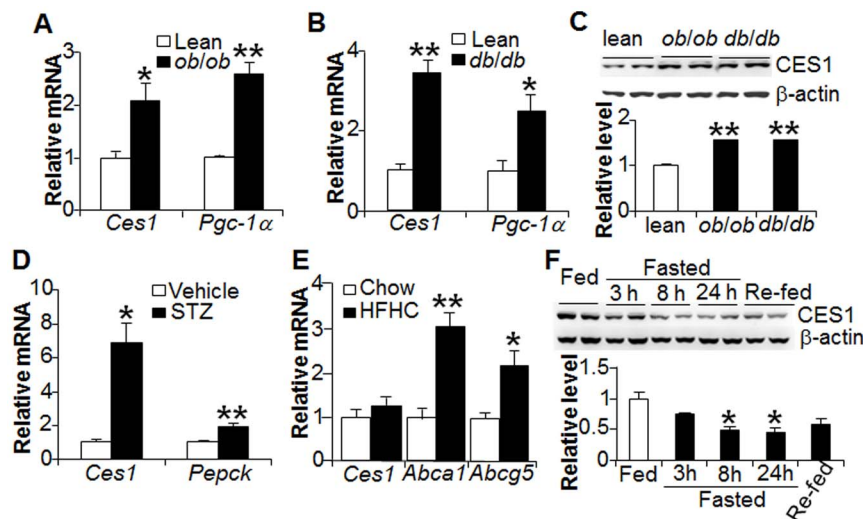 A
Relative mRNA
3
2
1
0
Lean
ob/ob
*
**
Ces1
Pgc-1α
B
Relative mRNA
4
2
0
Lean
db/db
**
*
Ces1
Pgc-1α
C
lean ob/ob db/db
CES1
β-actin
Relative level
2
1
0
**
**
lean
ob/ob
db/db
D
Relative mRNA
10
8
6
4
2
0
Vehicle
STZ
*
**
Ces1
Pepck
E
Relative mRNA
4
3
2
1
0
Chow
HFHC
**
*
Ces1
Abca1
Abcg5
F
Fasted
Fed
3 h 8 h 24 h Re-fed
CES1
β-actin
Relative level
1.5
1
0.5
0
*
*
Fed 3h 8h 24h
Re-fed
Fasted